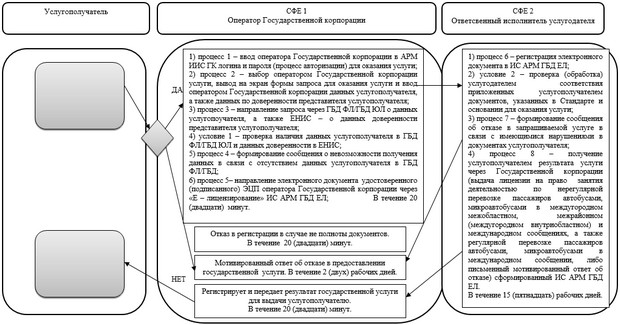 Услугополучатель
СФЕ 1
Оператор Государственной корпорации
СФЕ 2
Ответсвенный исполнитель услугодателя
ДА
НЕТ
1) процесс 1 – ввод оператора Государственной корпорации в АРМ
ИИС ГК логина и пароля (процесс авторизации) для оказания услуги;
2) процесс 2 – выбор оператором Государственной корпорации
услуги, вывод на экран формы запроса для оказания услуги и ввод
оператором Государственной корпорации данных услугополучателя,
а также данных по доверенности представителя услугополучателя;
3) процесс 3 – направление запроса через ГБД ФЛ/ГБД ЮЛ о данных
услугополучателя, а также ЕНИС – о данных доверенности
представителя услугополучателя;
4) условие 1 – проверка наличия данных услугополучателя в ГБД
ФЛ/ГБД ЮЛ и данных доверенности в ЕНИС;
5) процесс 4 – формирование сообщения о невозможности получения
данных в связи с отсутствием данных услугополучателя в ГБД
ФЛ/ГБД;
6) процесс 5– направление электронного документа удостоверенного
(подписанного) ЭЦП оператора Государственной корпорации через
«Е – лицензирование» ИС АРМ ГБД ЕЛ; В течение 20
(двадцати) минут.
Отказ в регистрации в случае не полноты документов.
В течение 20 (двадцати) минут.
Мотивированный ответ об отказе в предоставлении
государственной услуги. В течение 2 (двух) рабочих дней.
Регистрирует и передает результат государственной услуги
для выдачи услугополучателю.
В течение 20 (двадцати) минут.
1) процесс 6 – регистрация электронного
документа в ИС АРМ ГБД ЕЛ;
2) условие 2 – проверка (обработка)
услугодателем соответствия
приложенных услугополучателем
документов, указанных в Стандарте и
основании для оказания услуги;
3) процесс 7 – формирование сообщения
об отказе в запрашиваемой услуге в
связи с имеющимися нарушениями в
документах услугополучателя;
4) процесс 8 – получение
услугополучателем результата услуги
через Государственной корпорации
(выдача лицензии на право занятия
деятельностью по нерегулярной
перевозке пассажиров автобусами,
микроавтобусами в междугородном
межобластном, межрайонном
(междугородном внутриобластном) и
международном сообщениях, а также
регулярной перевозке пассажиров
автобусами, микроавтобусами в
международном сообщении, либо
письменный мотивированный ответ об
отказе) сформированный ИС АРМ ГБД
ЕЛ.
В течение 15 (пятнадцать) рабочих дней.